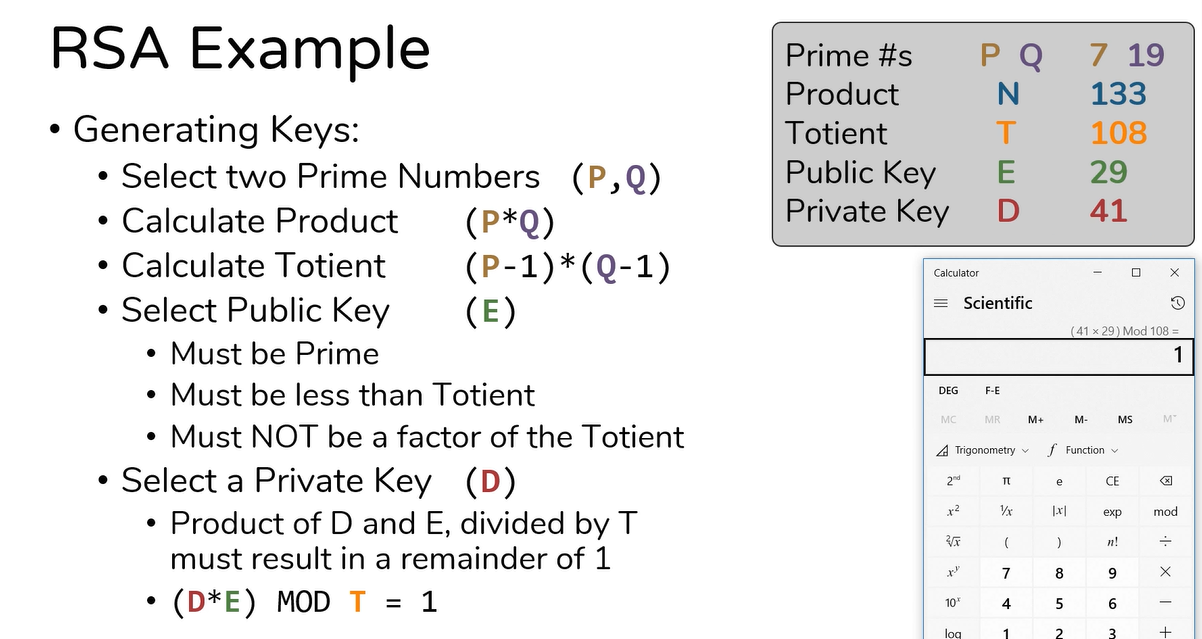 RSA Example
• Generating Keys:
• Select two Prime Numbers (P,Q)
• Calculate Product (P*Q)
• Calculate Totient (P-1)*(Q-1)
• Select Public Key (E)
• Must be Prime
• Must be less than Totient
• Must NOT be a factor of the Totient
• Select a Private Key (D)
• Product of D and E, divided by T
must result in a remainder of 1
• (D*E) MOD T = 1
Prime #s P Q 7 19
Product N 133
Totient T 108
Public Key E 29
Private Key D 41
Calculator
Scientific
(41 × 29) Mod 108 =
1
DEG F-E
MC MR M+ M- MS M˅
Trigonometry f Function
2ⁿᵈ π e CE
x² ¹/x |x| exp mod
²√x ( ) n! ÷
xʸ 7 8 9 ×
10ˣ 4 5 6 −
log 1 2 3 +